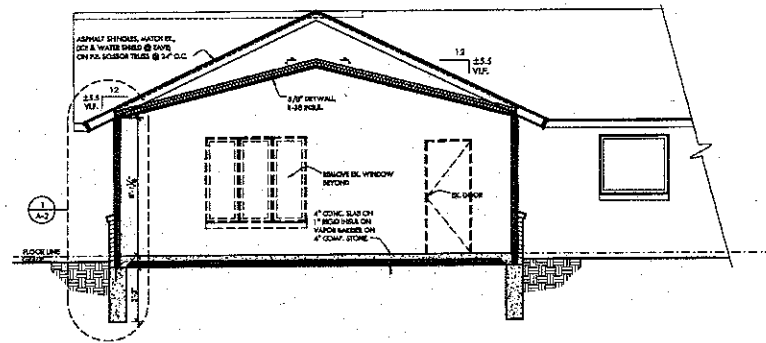 ASPHALT SHINGLES, MATCH EX.,
(ICE & WATER SHIELD @ EAVE)
ON P.E. SCISSOR TRUSS @ 24" O.C.
12
±5.5
V.I.F.
12
±5.5
V.I.F.
5/8" DRYWALL,
R-38 INSUL.
REMOVE EX. WINDOW
BEYOND
EX. DOOR
4" CONC. SLAB ON
1" RIGID INSUL ON
VAPOR BARRIER ON
4" COMP. STONE
1
A-2
FLOOR LINE